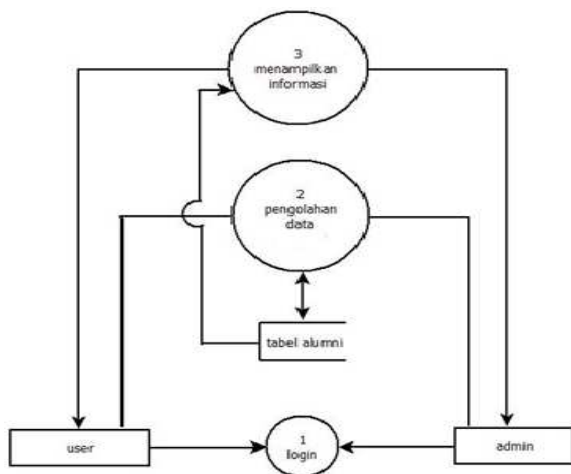 3
menampilkan
informasi
2
pengolahan
data
tabel alumni
user
1
login
admin